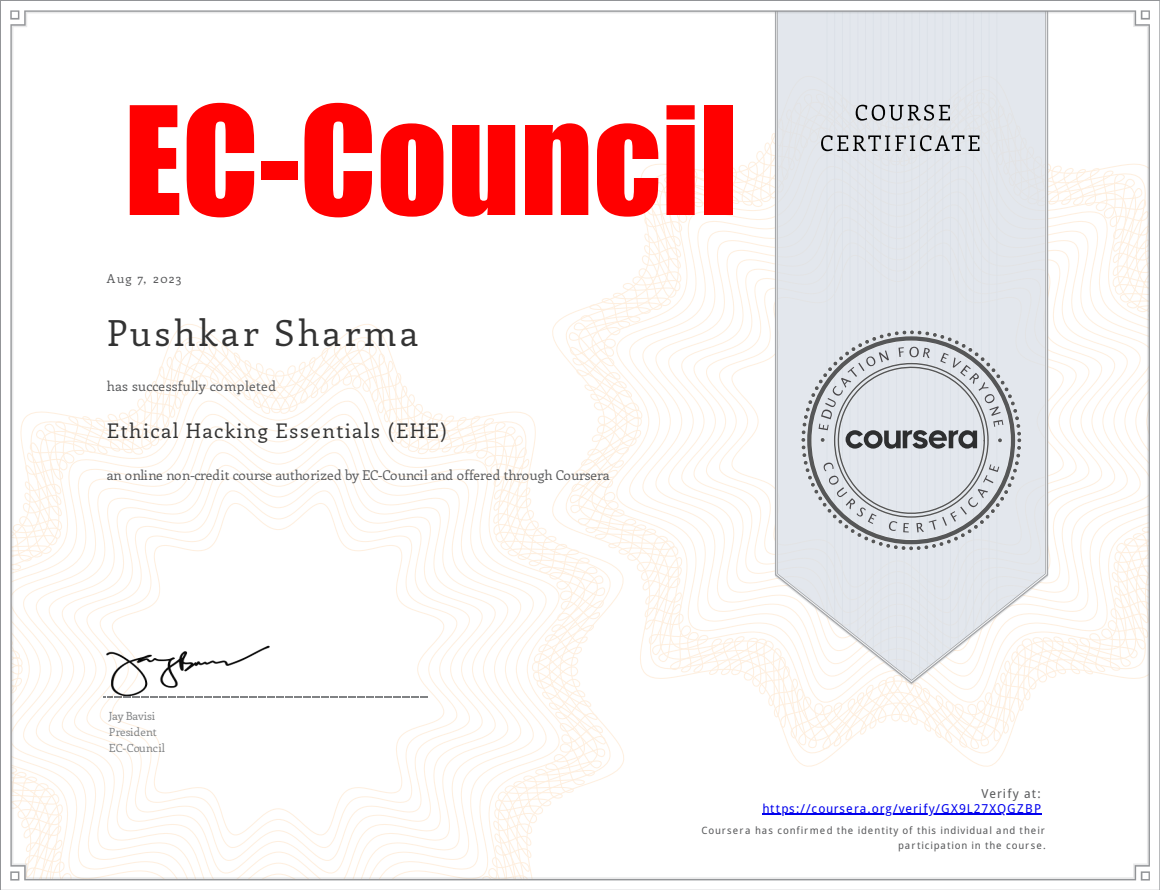 EC-Council
COURSE
CERTIFICATE
Aug 7, 2023
Pushkar Sharma
has successfully completed
Ethical Hacking Essentials (EHE)
an online non-credit course authorized by EC-Council and offered through Coursera
EDUCATION FOR EVERYONE
coursera
COURSE CERTIFICATE
Jay Bavisi
President
EC-Council
Verify at:
https://coursera.org/verify/GX9L27XQGZBP
Coursera has confirmed the identity of this individual and their
participation in the course.